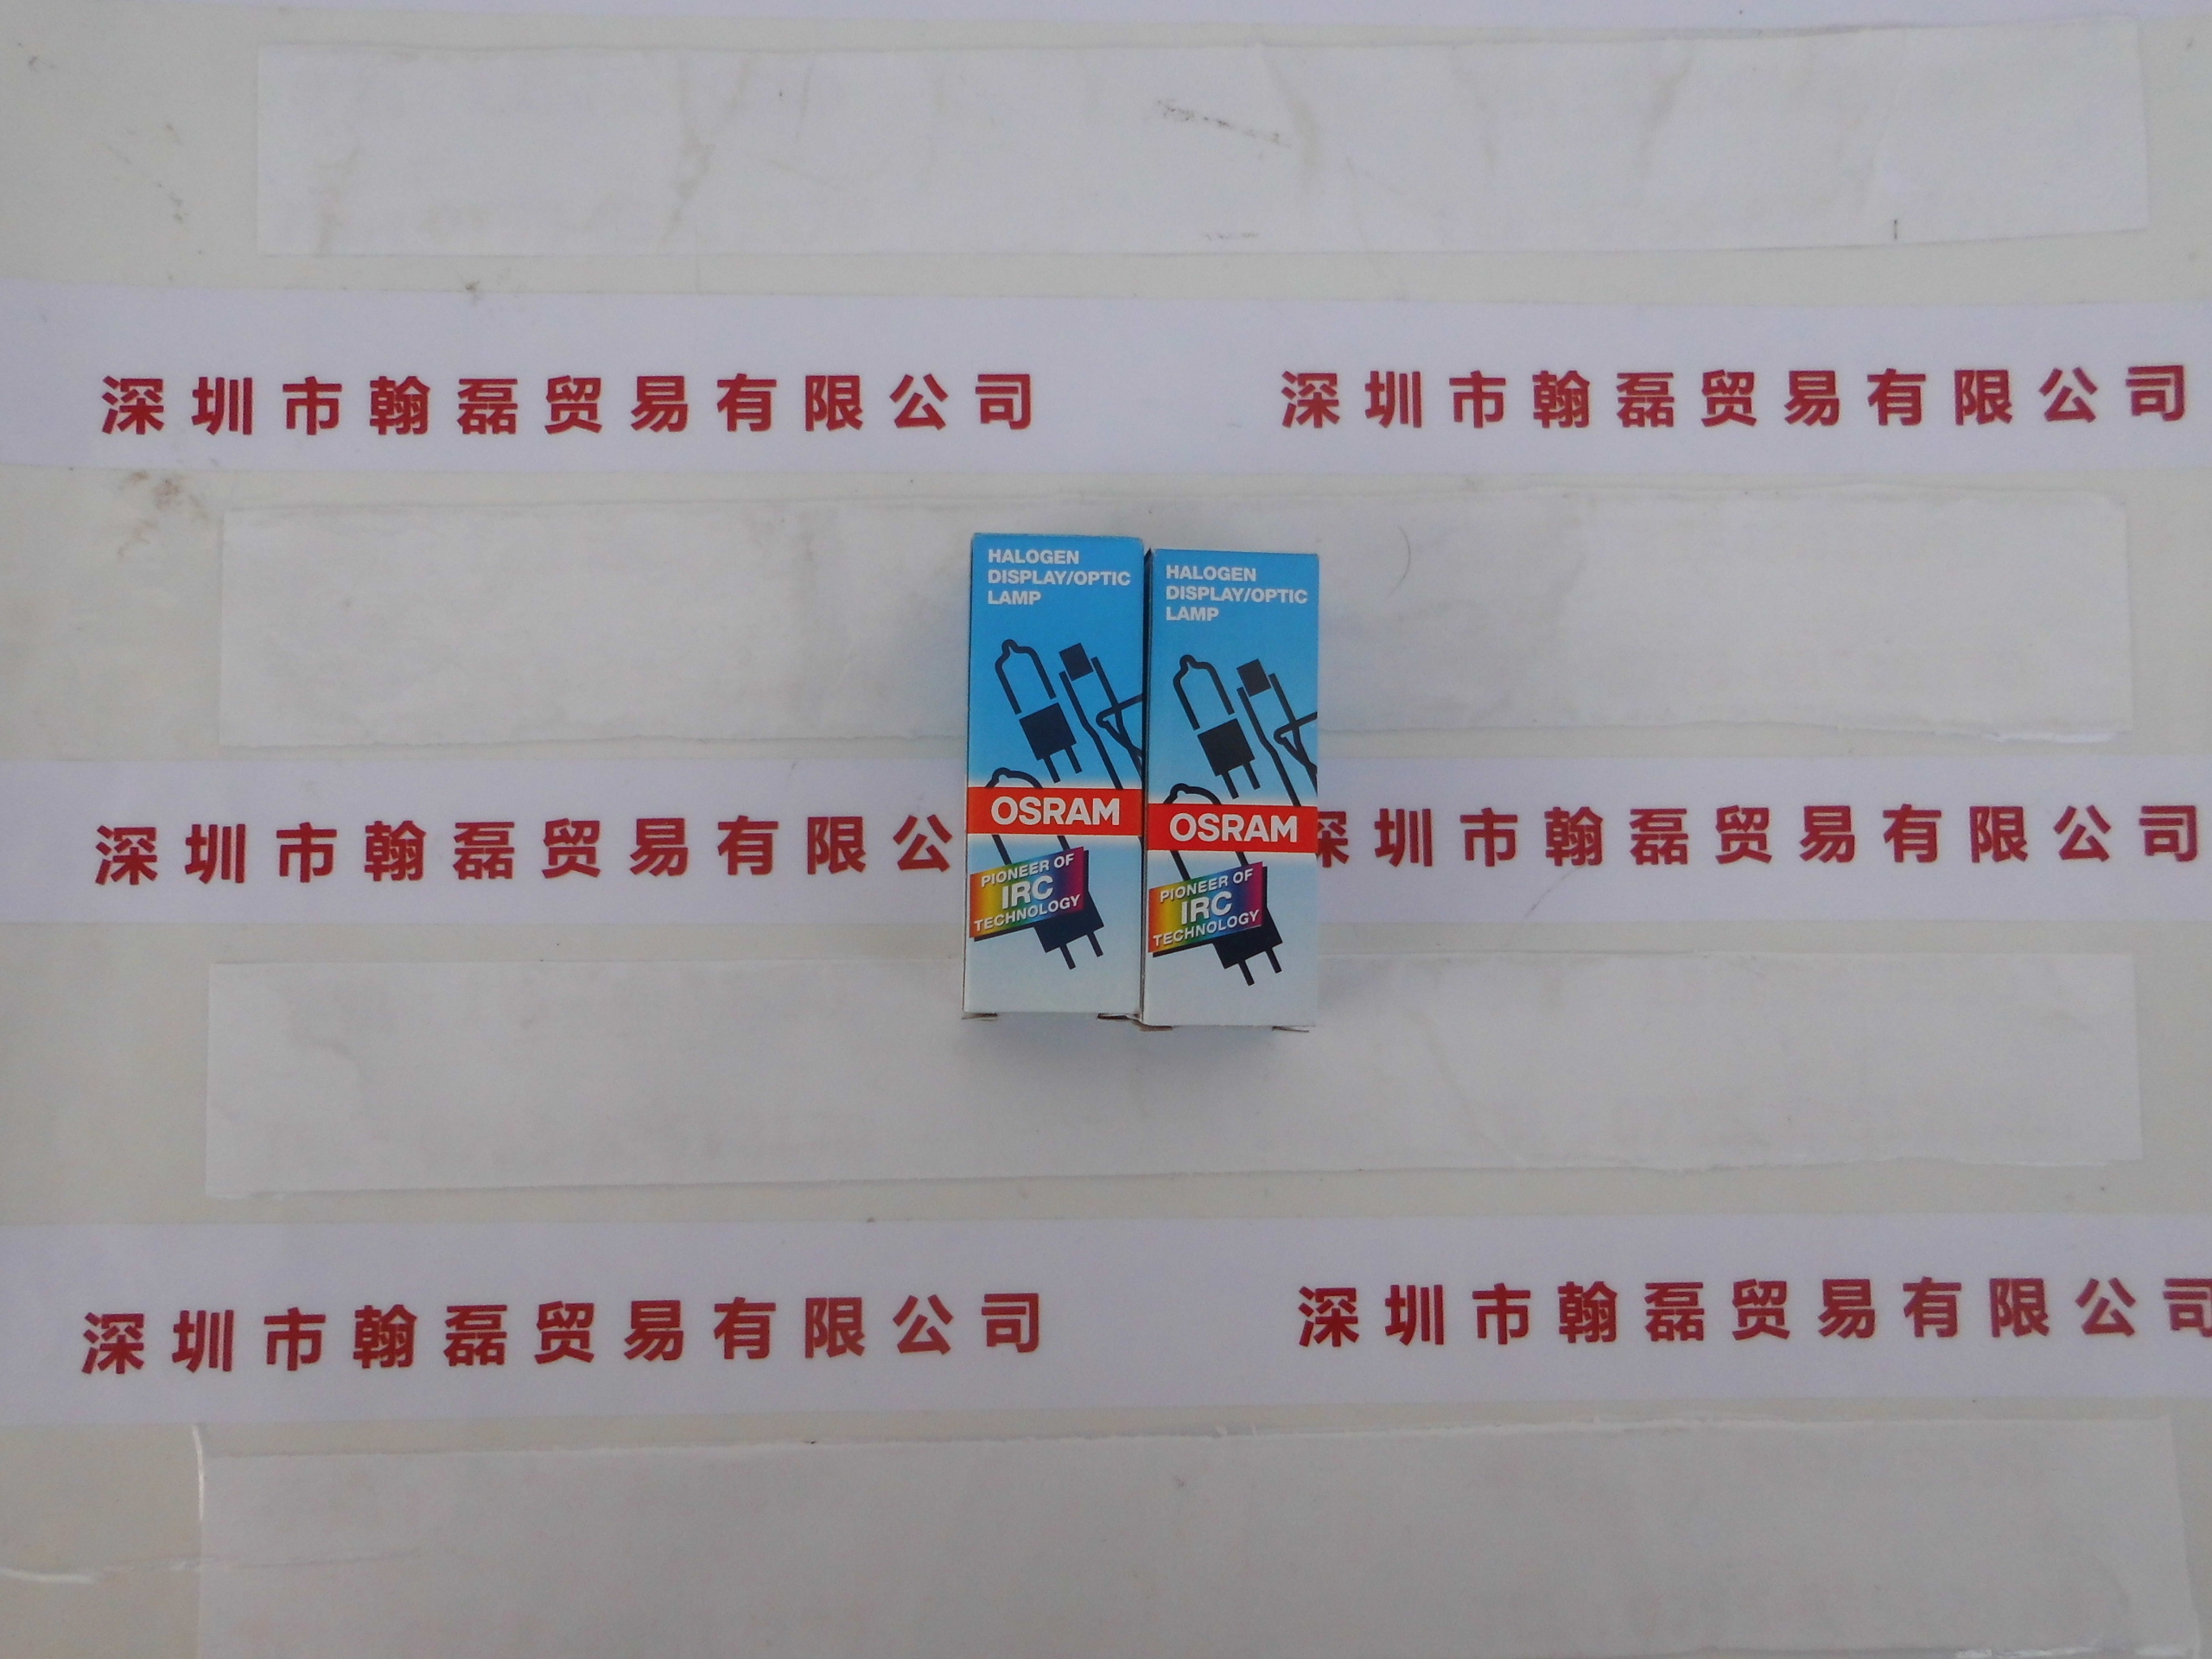 深圳市翰磊贸易有限公司 深圳市翰磊贸易有限公司
HALOGEN
DISPLAY/OPTIC
LAMP
OSRAM
PIONEER OF
IRC
TECHNOLOGY
HALOGEN
DISPLAY/OPTIC
LAMP
OSRAM
PIONEER OF
IRC
TECHNOLOGY
深圳市翰磊贸易有限公 深圳市翰磊贸易有限公司
深圳市翰磊贸易有限公司 深圳市翰磊贸易有限公司